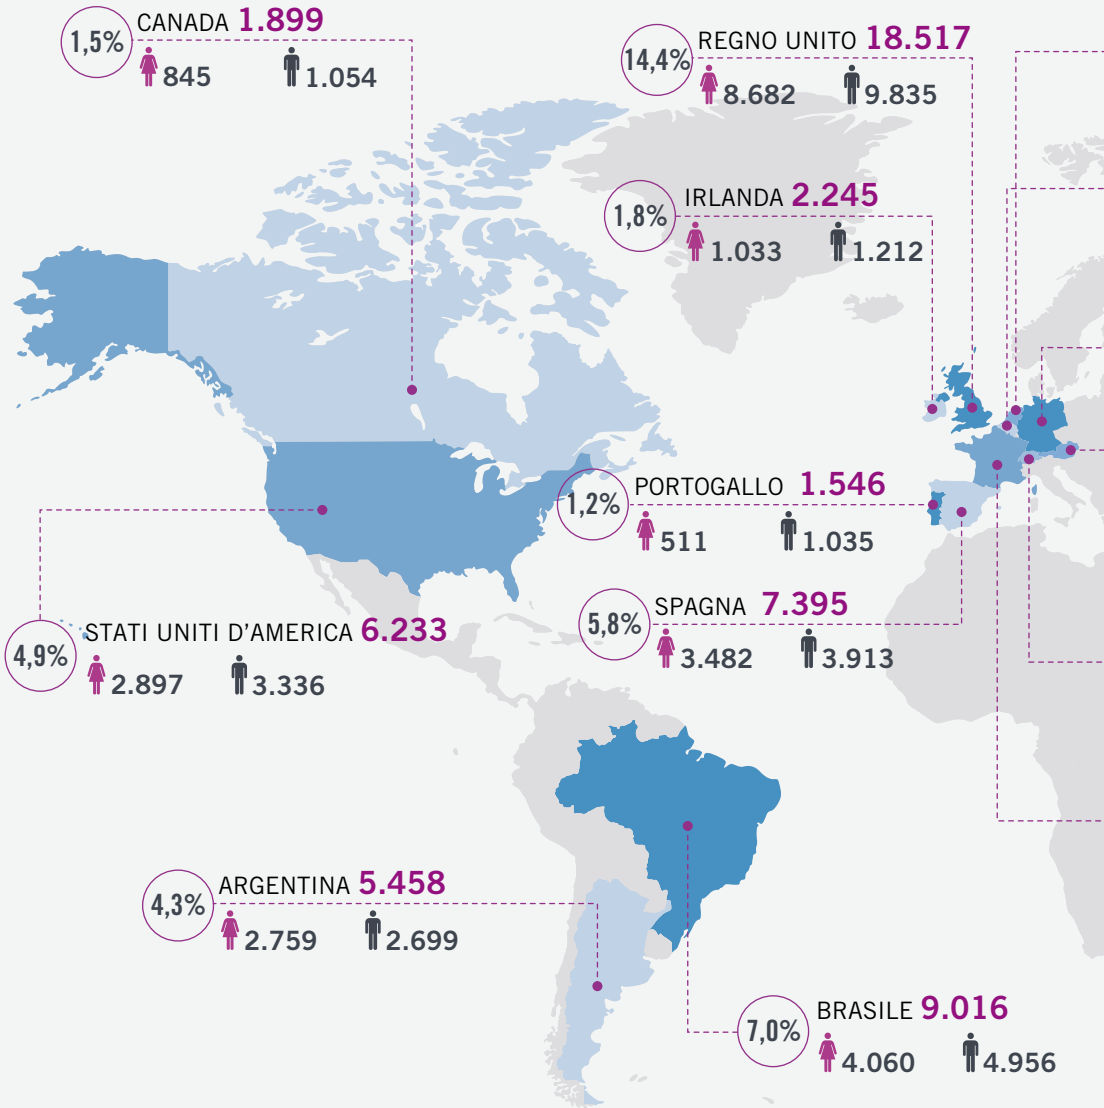 CANADA 1.899
1,5%
845 1.054
REGNO UNITO 18.517
14,4%
8.682 9.835
IRLANDA 2.245
1,8%
1.033 1.212
PORTOGALLO 1.546
1,2%
511 1.035
SPAGNA 7.395
5,8%
3.482 3.913
STATI UNITI D'AMERICA 6.233
4,9%
2.897 3.336
ARGENTINA 5.458
4,3%
2.759 2.699
BRASILE 9.016
7,0%
4.060 4.956